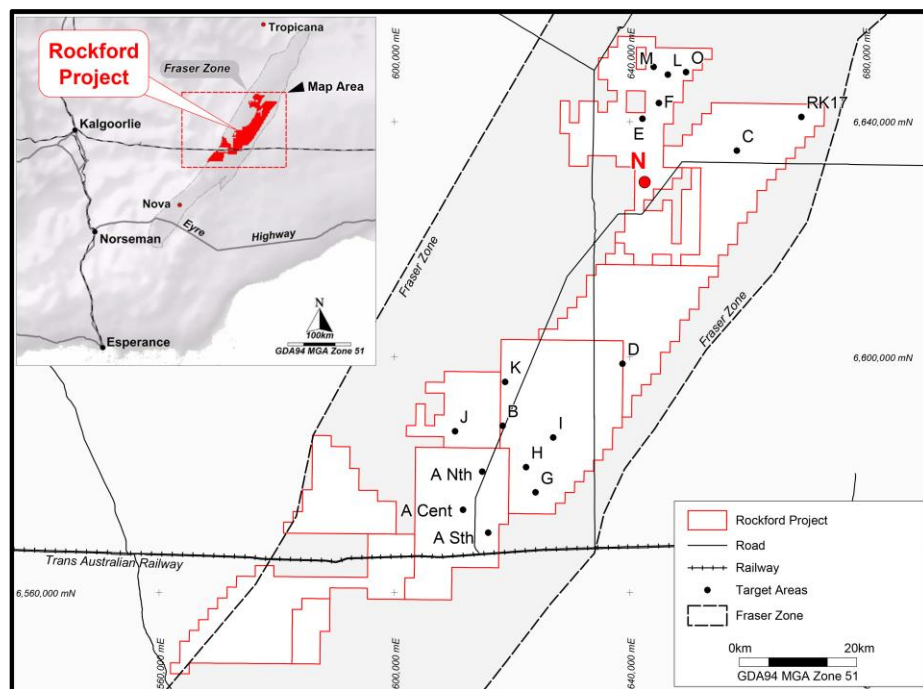 Tropicana
Rockford
Project
Fraser Zone
Map Area
Kalgoorlie
Nova
Eyre
Highway
Norseman
Esperance
N
100km
GDA94 MGA Zone 51
600,000 mE
640,000 mE
680,000 mE
M
L
O
F
E
RK17
C
6,640,000 mN
N
Fraser Zone
Fraser Zone
6,600,000 mN
D
K
B
J
I
H
G
A Nth
A Cent
A Sth
Trans Australian Railway
6,560,000 mN
560,000 mE
600,000 mE
640,000 mE
Rockford Project
Road
Railway
Target Areas
Fraser Zone
0km 20km
GDA94 MGA Zone 51